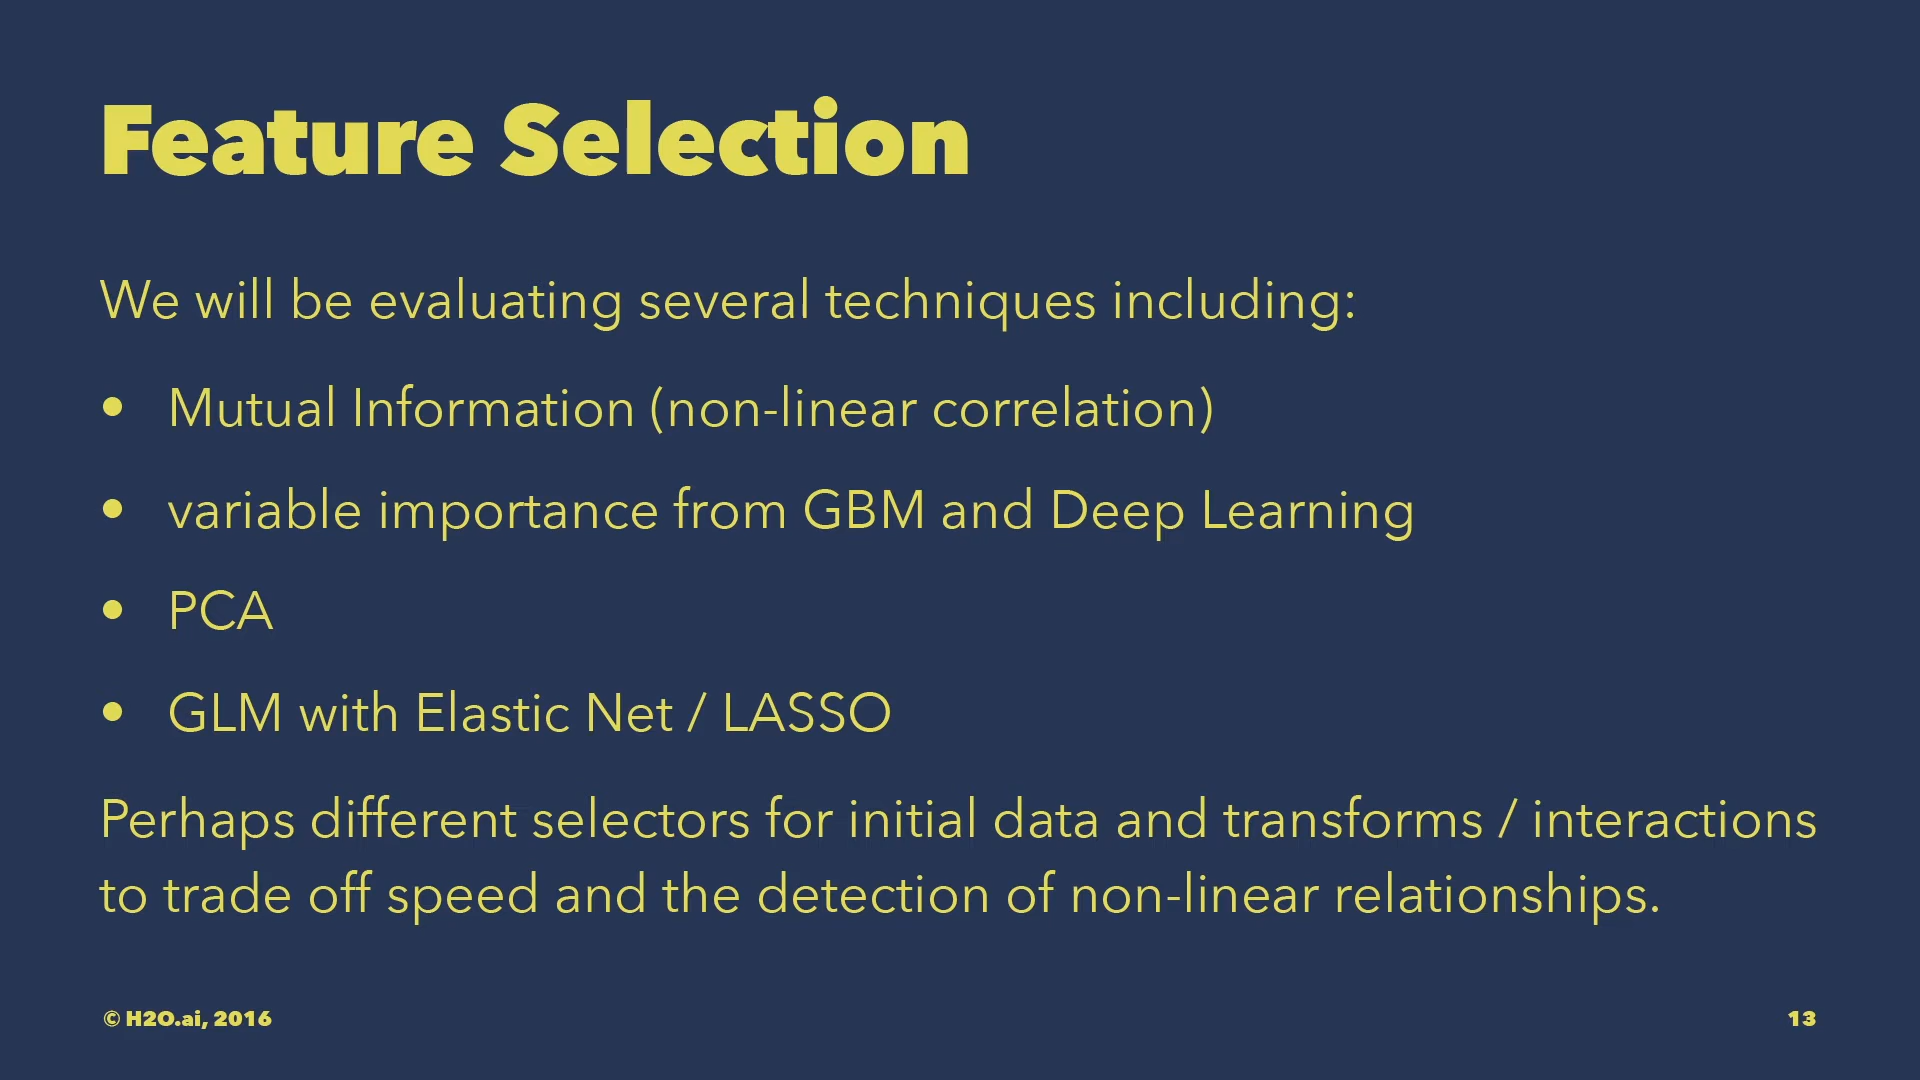 Feature Selection
We will be evaluating several techniques including:
• Mutual Information (non-linear correlation)
• variable importance from GBM and Deep Learning
• PCA
• GLM with Elastic Net / LASSO
Perhaps different selectors for initial data and transforms / interactions
to trade off speed and the detection of non-linear relationships.
© H2O.ai, 2016
13